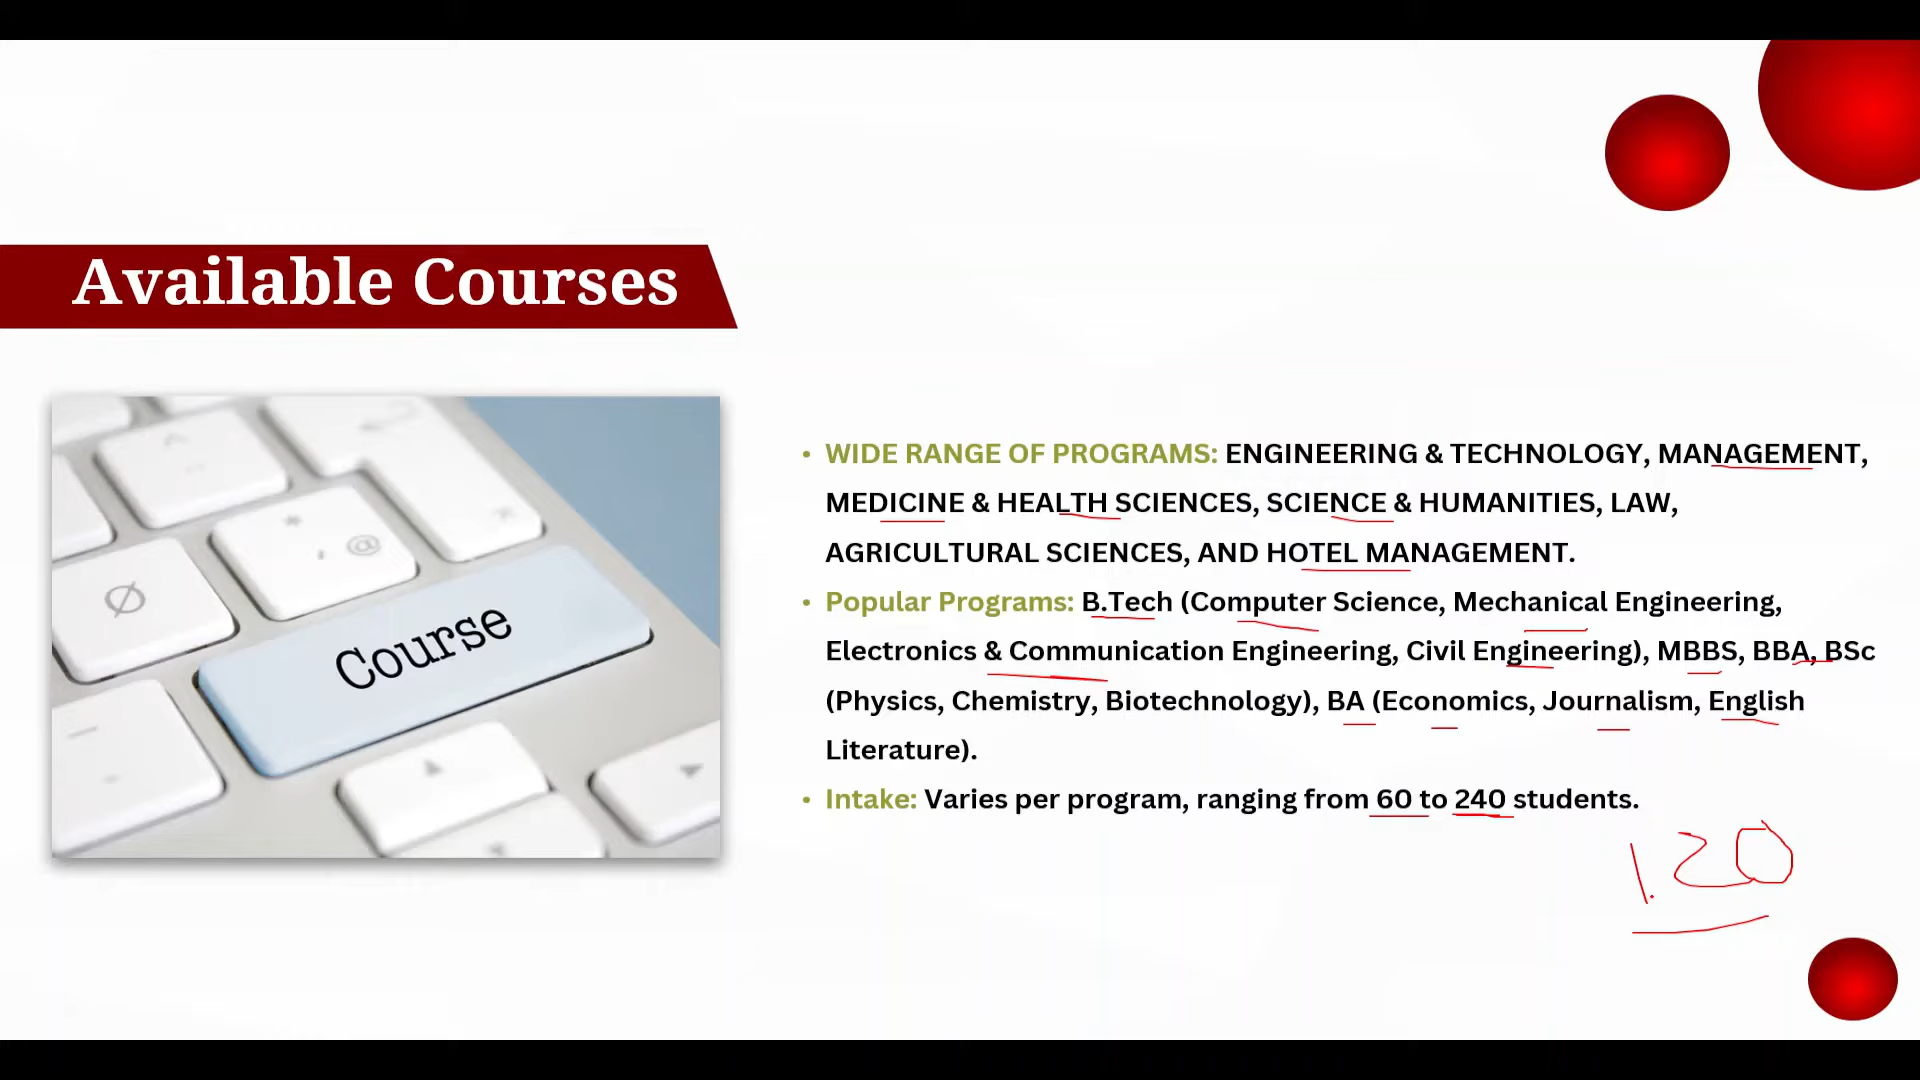 Available Courses
Course
• WIDE RANGE OF PROGRAMS: ENGINEERING & TECHNOLOGY, MANAGEMENT,
MEDICINE & HEALTH SCIENCES, SCIENCE & HUMANITIES, LAW,
AGRICULTURAL SCIENCES, AND HOTEL MANAGEMENT.
• Popular Programs: B.Tech (Computer Science, Mechanical Engineering,
Electronics & Communication Engineering, Civil Engineering), MBBS, BBA, BSc
(Physics, Chemistry, Biotechnology), BA (Economics, Journalism, English
Literature).
• Intake: Varies per program, ranging from 60 to 240 students.
1.20